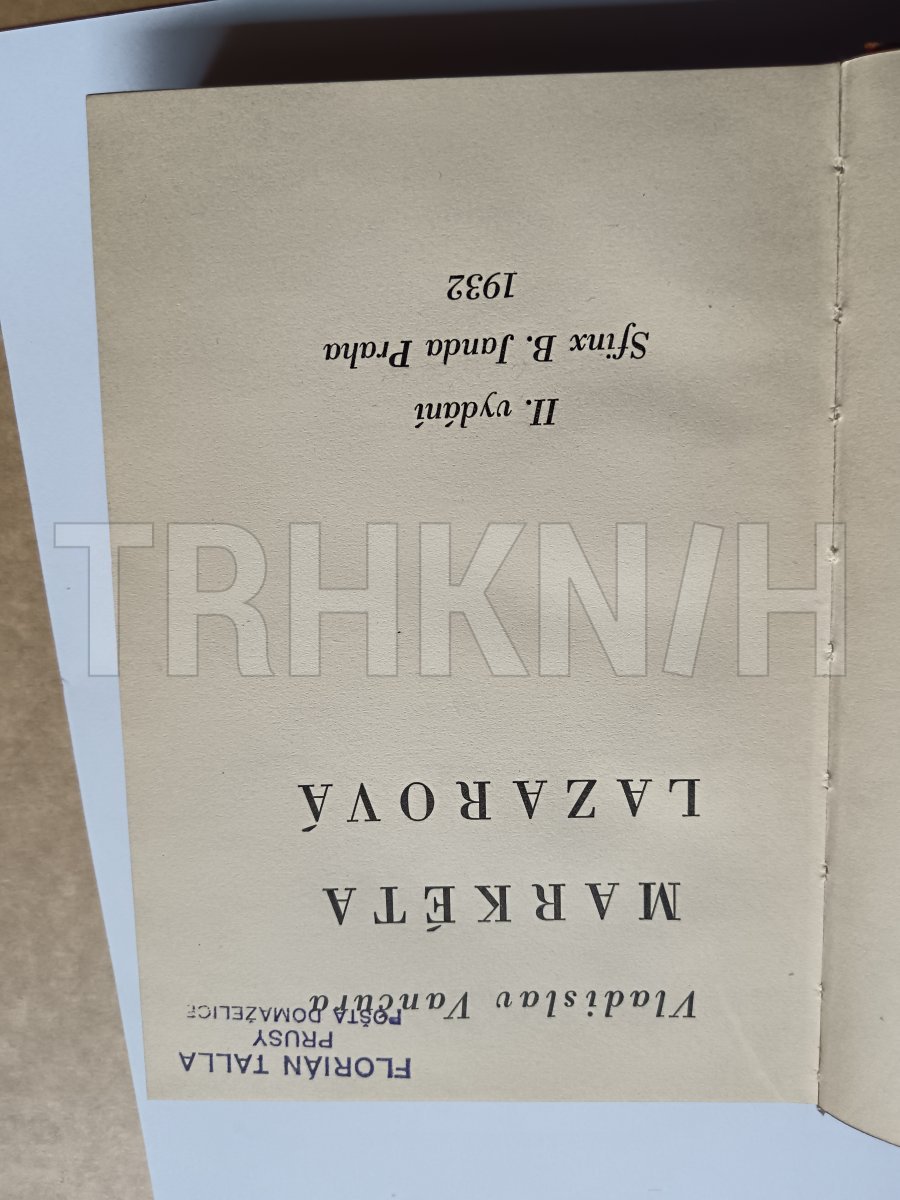 FLORIÁN TALLA
PRUSY
POŠTA DOMAŽELICE
Vladislav Vančura
MARKÉTA
LAZAROVÁ
II. vydání
Sfinx B. Janda Praha
1932
TRHKNIH